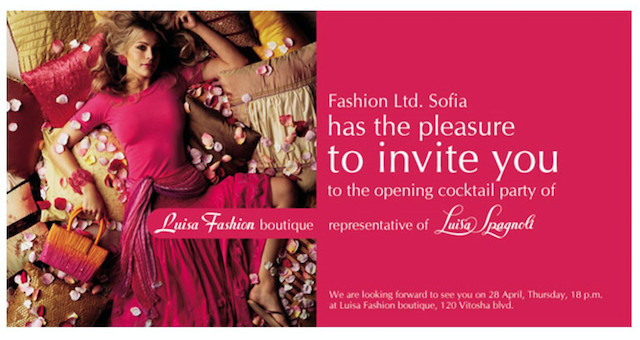 Fashion Ltd. Sofia
has the pleasure
to invite you
to the opening cocktail party of
Luisa Fashion boutique representative of Luisa Spagnoli
We are looking forward to see you on 28 April, Thursday, 18 p.m.
at Luisa Fashion boutique, 120 Vitosha blvd.